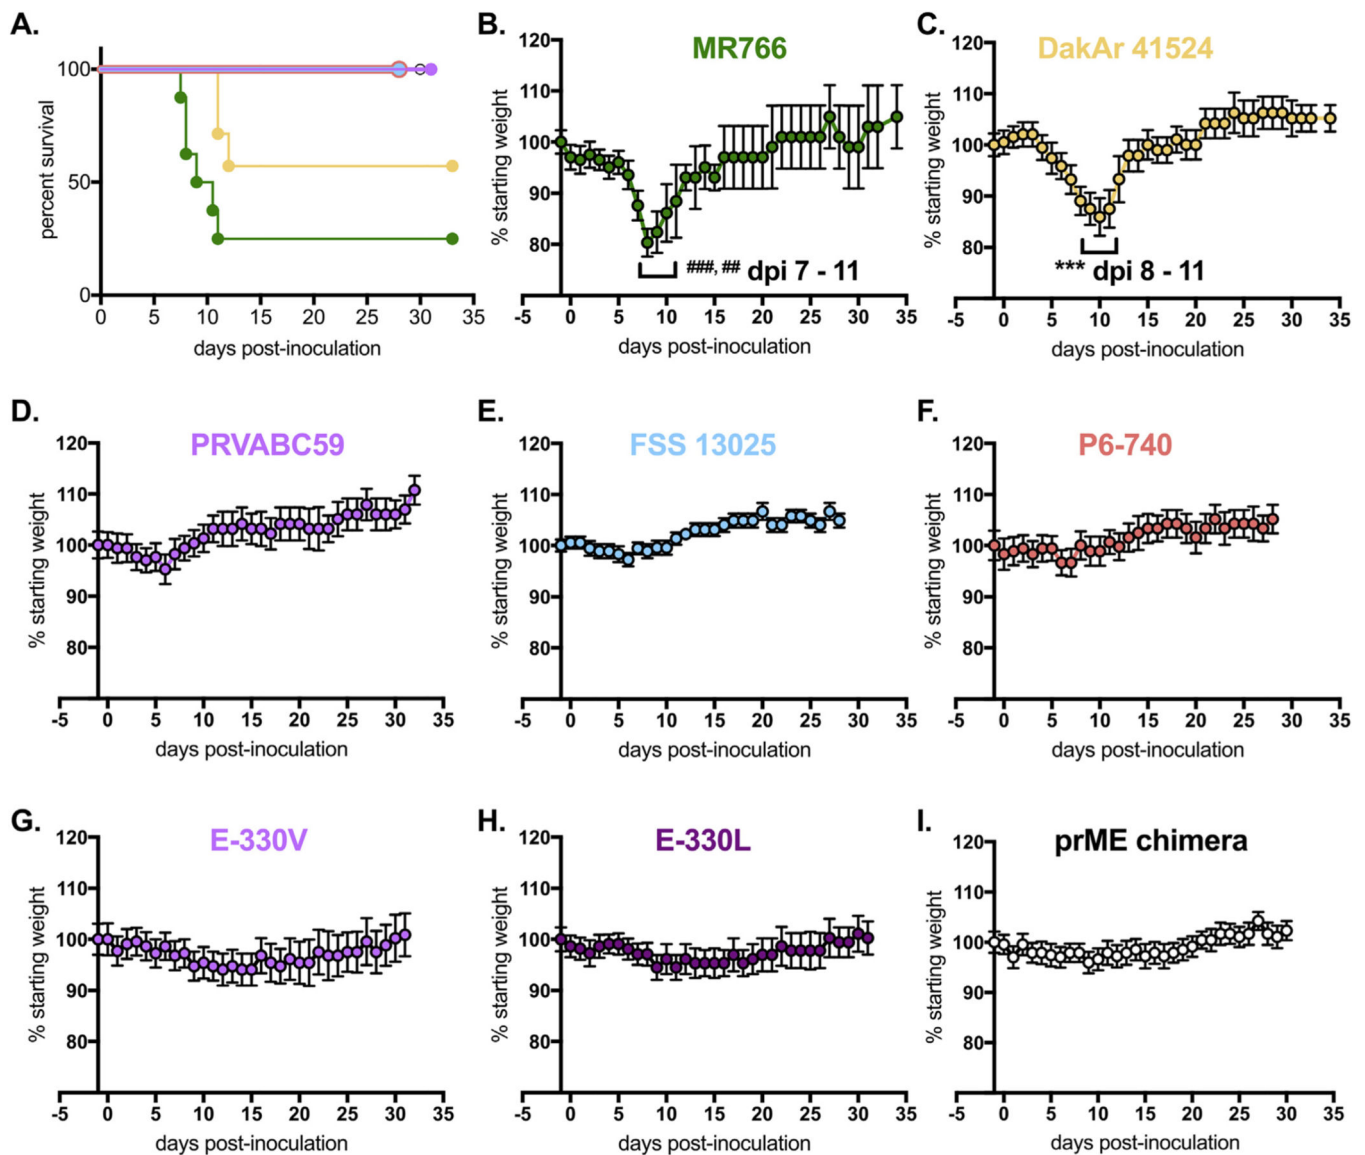 A.
percent survival
100
50
0
0 5 10 15 20 25 30 35
days post-inoculation
B.
MR766
% starting weight
120
110
100
90
80
###, ## dpi 7 - 11
-5 0 5 10 15 20 25 30 35
days post-inoculation
C.
DakAr 41524
% starting weight
120
110
100
90
80
*** dpi 8 - 11
-5 0 5 10 15 20 25 30 35
days post-inoculation
D.
PRVABC59
% starting weight
120
110
100
90
80
-5 0 5 10 15 20 25 30 35
days post-inoculation
E.
FSS 13025
% starting weight
120
110
100
90
80
-5 0 5 10 15 20 25 30 35
days post-inoculation
F.
P6-740
% starting weight
120
110
100
90
80
-5 0 5 10 15 20 25 30 35
days post-inoculation
G.
E-330V
% starting weight
120
110
100
90
80
-5 0 5 10 15 20 25 30 35
days post-inoculation
H.
E-330L
% starting weight
120
110
100
90
80
-5 0 5 10 15 20 25 30 35
days post-inoculation
I.
prME chimera
% starting weight
120
110
100
90
80
-5 0 5 10 15 20 25 30 35
days post-inoculation